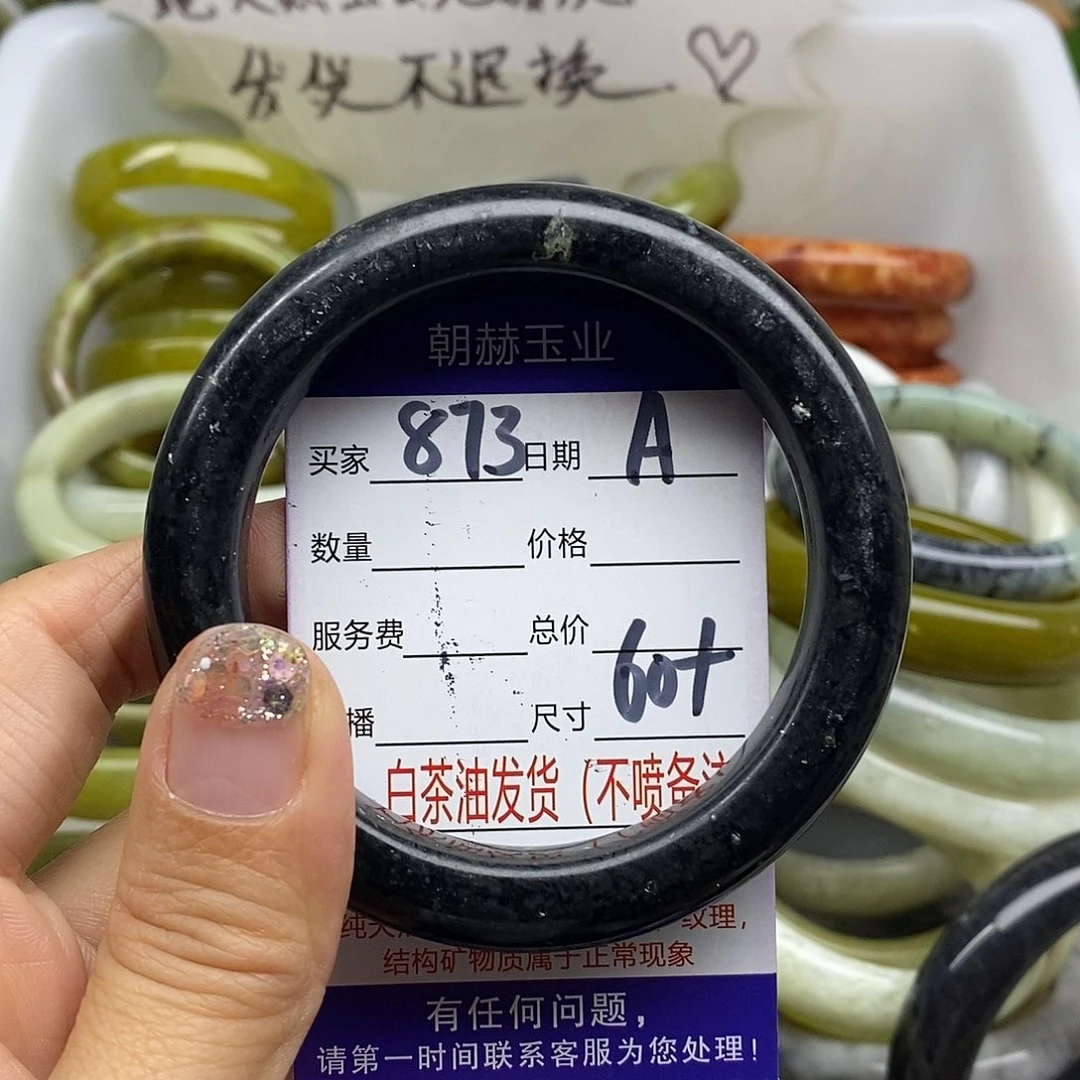 发货不退换
朝赫玉业
买家 873 日期 A
数量 价格
服务费 总价
播 尺寸 60+
白茶油发货（不喷备注
纹理，
结构矿物质属于正常现象
有任何问题，
请第一时间联系客服为您处理！